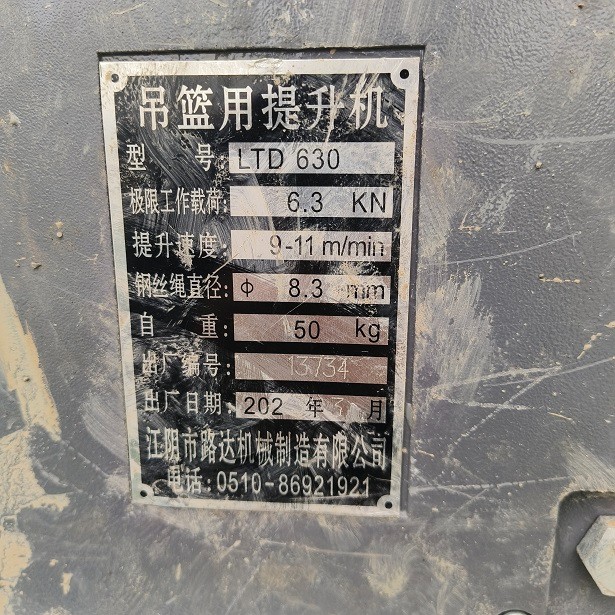 吊篮用提升机
型 号: LTD 630
极限工作载荷: 6.3 KN
提升速度: 9-11 m/min
钢丝绳直径: Φ 8.3 mm
自 重: 50 kg
出厂编号: 13734
出厂日期: 202 年 3 月
江阴市路达机械制造有限公司
电话:0510-86921921